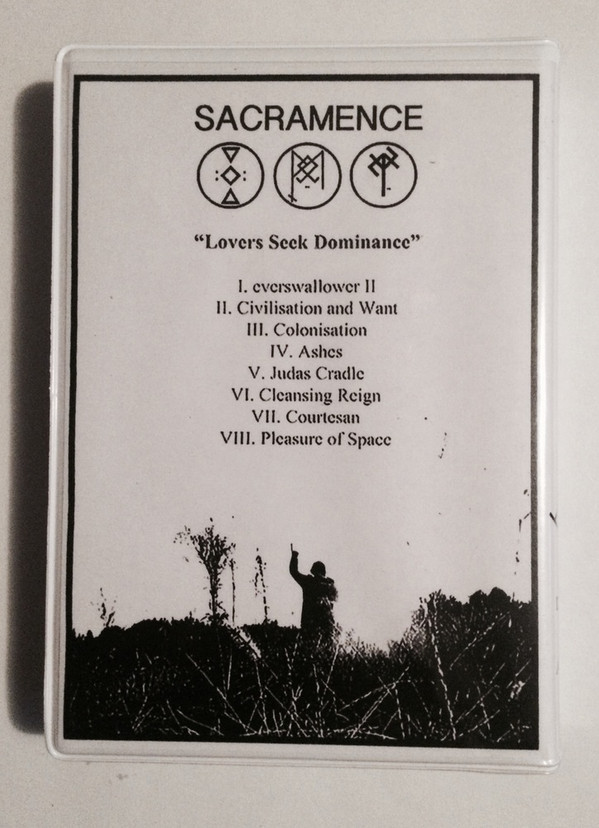 SACRAMENCE
“Lovers Seek Dominance”
I. everswallower II
II. Civilisation and Want
III. Colonisation
IV. Ashes
V. Judas Cradle
VI. Cleansing Reign
VII. Courtesan
VIII. Pleasure of Space